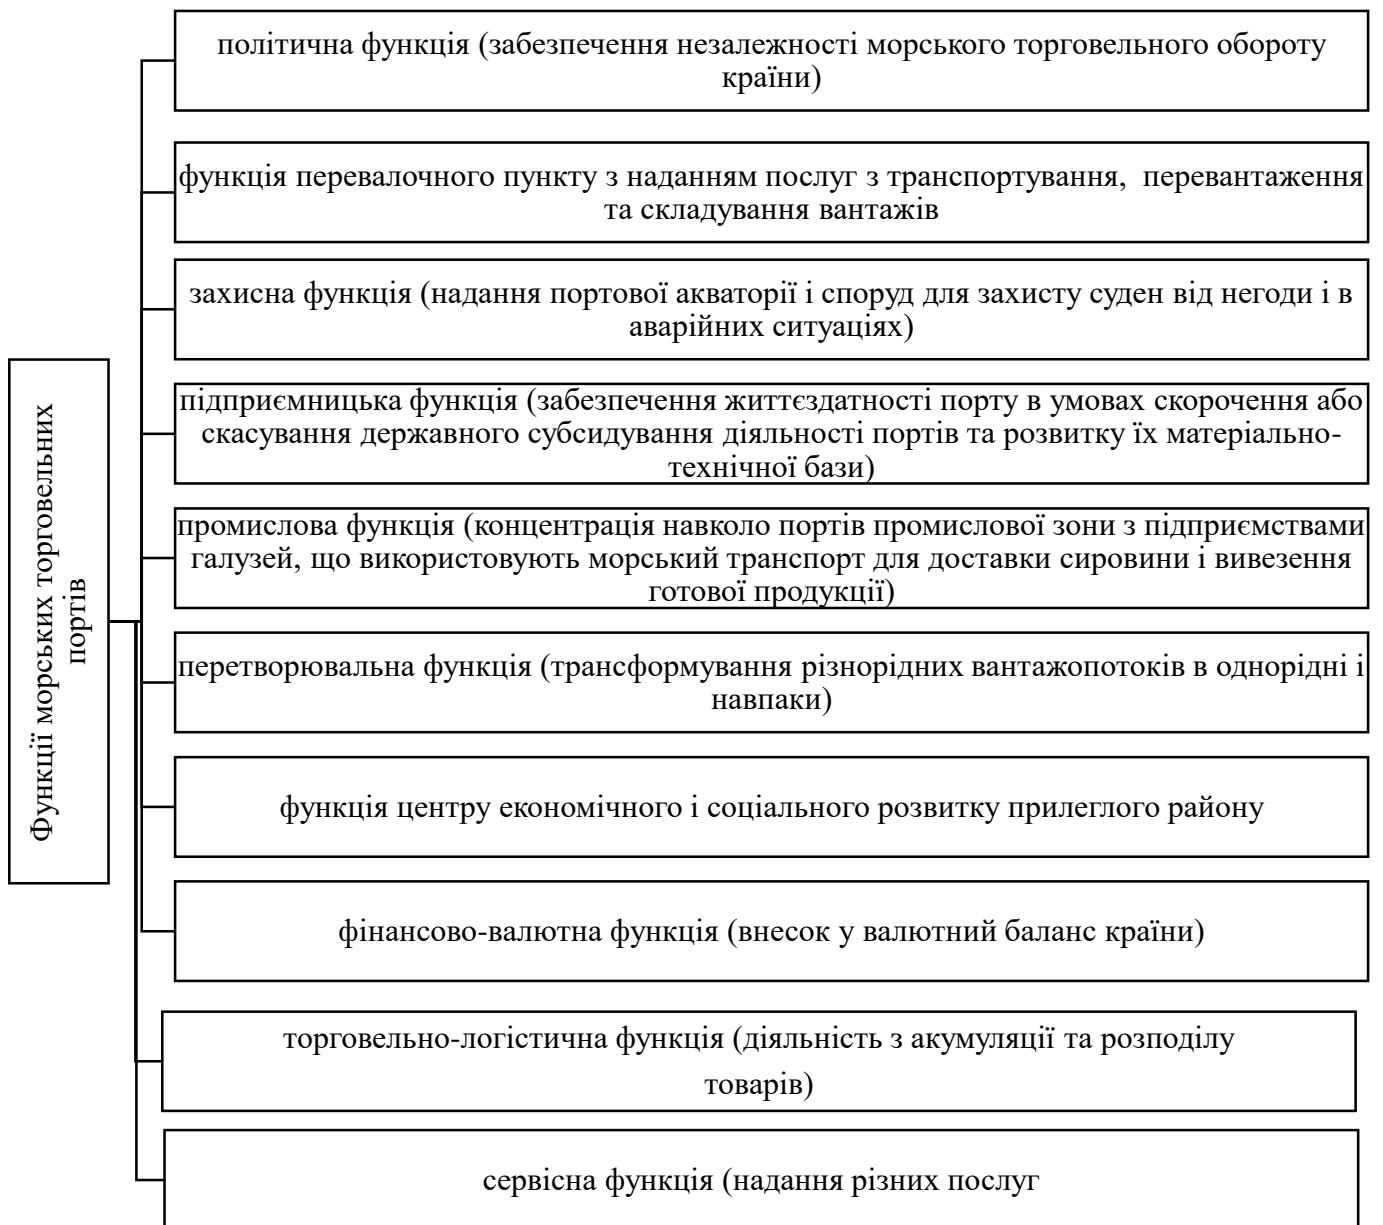 політична функція (забезпечення незалежності морського торговельного обороту
країни)
функція перевалочного пункту з наданням послуг з транспортування, перевантаження
та складування вантажів
захисна функція (надання портової акваторії і споруд для захисту суден від негоди і в
аварійних ситуаціях)
підприємницька функція (забезпечення життєздатності порту в умовах скорочення або
скасування державного субсидування діяльності портів та розвитку їх матеріально-
технічної бази)
промислова функція (концентрація навколо портів промислової зони з підприємствами
галузей, що використовують морський транспорт для доставки сировини і вивезення
готової продукції)
перетворювальна функція (трансформування різнорідних вантажопотоків в однорідні і
навпаки)
функція центру економічного і соціального розвитку прилеглого району
фінансово-валютна функція (внесок у валютний баланс країни)
торговельно-логістична функція (діяльність з акумуляції та розподілу
товарів)
сервісна функція (надання різних послуг
Функції морських торговельних
портів